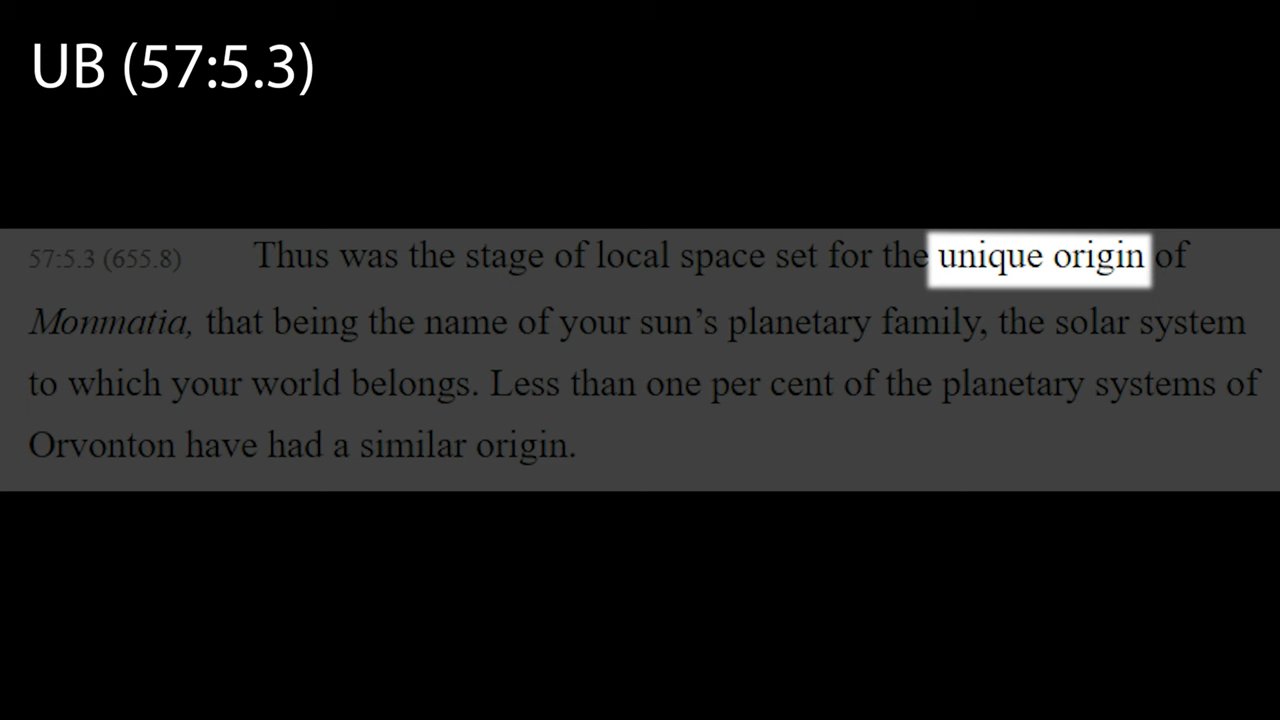 UB (57:5.3)
57:5.3 (655.8) Thus was the stage of local space set for the unique origin of
Monmatia, that being the name of your sun’s planetary family, the solar system
to which your world belongs. Less than one per cent of the planetary systems of
Orvonton have had a similar origin.